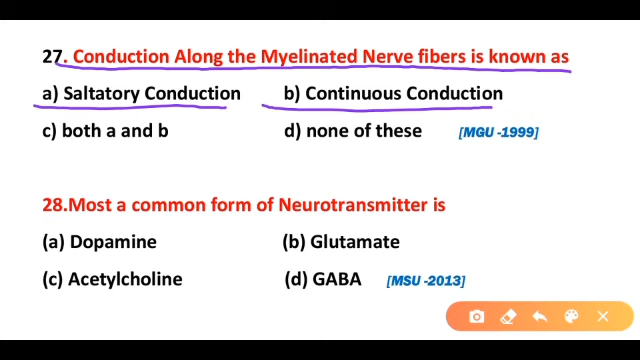 27. Conduction Along the Myelinated Nerve fibers is known as
a) Saltatory Conduction b) Continuous Conduction
c) both a and b d) none of these [MGU -1999]
28.Most a common form of Neurotransmitter is
(a) Dopamine (b) Glutamate
(c) Acetylcholine (d) GABA [MSU -2013]